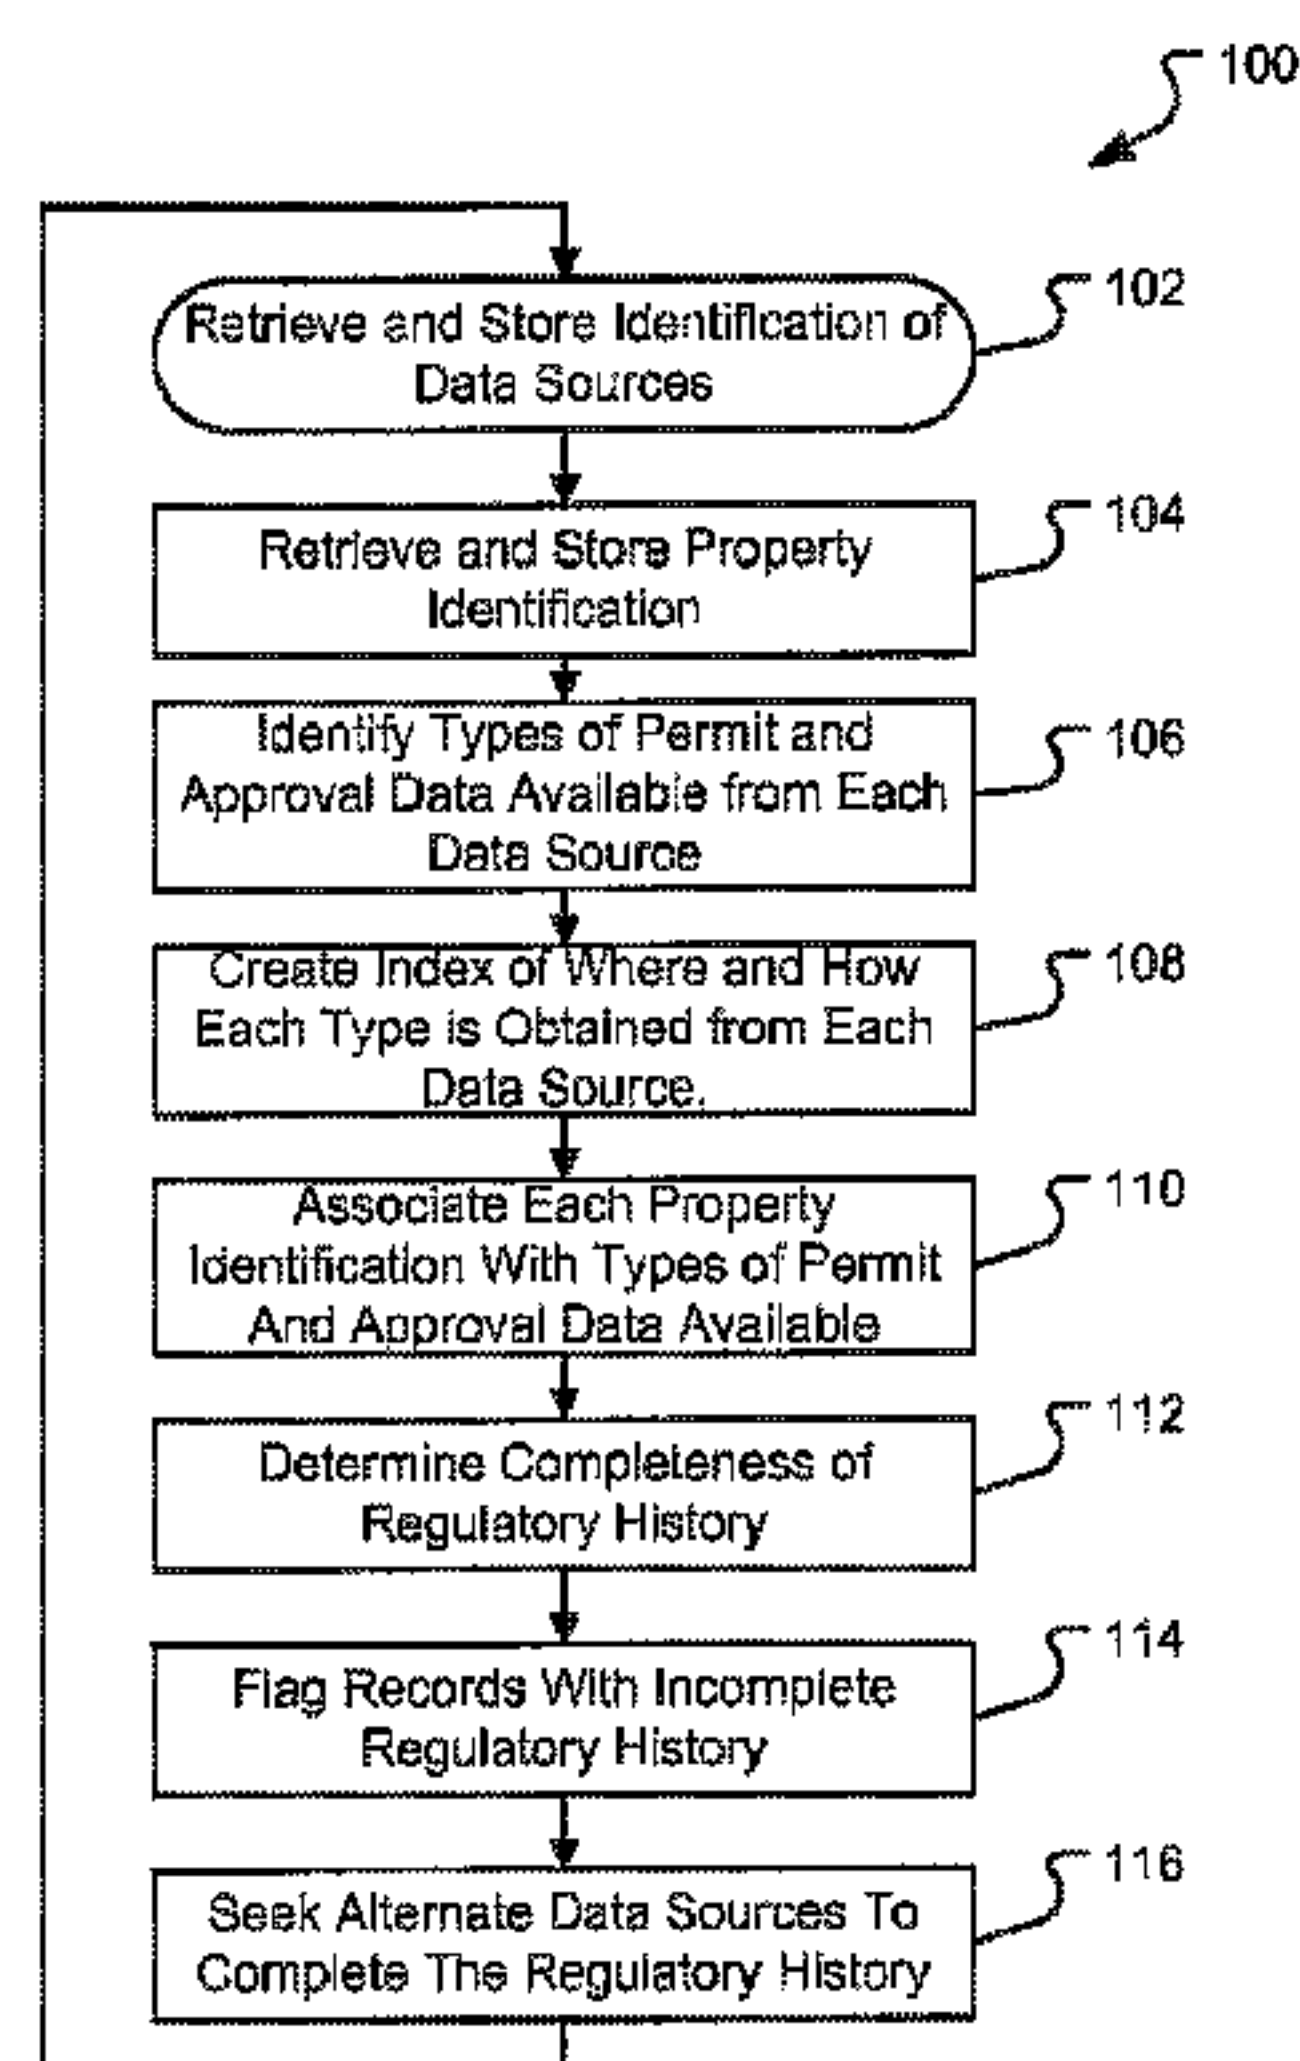 100
Retrieve and Store Identification of
Data Sources
102
Retrieve and Store Property
Identification
104
Identify Types of Permit and
Approval Data Available from Each
Data Source
106
Create Index of Where and How
Each Type is Obtained from Each
Data Source.
108
Associate Each Property
Identification With Types of Permit
And Approval Data Available
110
Determine Completeness of
Regulatory History
112
Flag Records With Incomplete
Regulatory History
114
Seek Alternate Data Sources To
Complete The Regulatory History
116